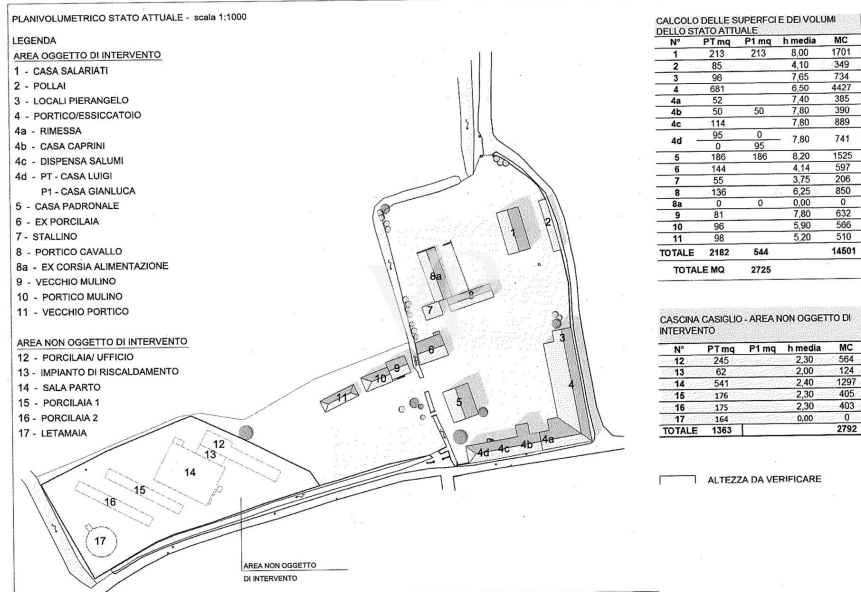 PLANIVOLUMETRICO STATO ATTUALE - scala 1:1000
LEGENDA
AREA OGGETTO DI INTERVENTO
1 - CASA SALARIATI
2 - POLLAI
3 - LOCALI PIERANGELO
4 - PORTICO/ESSICCATOIO
4a - RIMESSA
4b - CASA CAPRINI
4c - DISPENSA SALUMI
4d - PT - CASA LUIGI
P1 - CASA GIANLUCA
5 - CASA PADRONALE
6 - EX PORCILAIA
7 - STALLINO
8 - PORTICO CAVALLO
8a - EX CORSIA ALIMENTAZIONE
9 - VECCHIO MULINO
10 - PORTICO MULINO
11 - VECCHIO PORTICO
AREA NON OGGETTO DI INTERVENTO
12 - PORCILAIA/ UFFICIO
13 - IMPIANTO DI RISCALDAMENTO
14 - SALA PARTO
15 - PORCILAIA 1
16 - PORCILAIA 2
17 - LETAMAIA
1
2
8a
8
7
3
6
9
10
11
5
4
4d 4c 4b 4a
12
13
14
15
16
17
AREA NON OGGETTO
DI INTERVENTO
CALCOLO DELLE SUPERFCI E DEI VOLUMI
DELLO STATO ATTUALE
N° PT mq P1 mq h media MC
1 213 213 8,00 1701
2 85 4,10 349
3 96 7,65 734
4 681 6,50 4427
4a 52 7,40 385
4b 50 50 7,80 390
4c 114 7,80 889
4d 95 0 7,80 741
0 95
5 186 186 8,20 1525
6 144 4,14 597
7 55 3,75 206
8 136 6,25 850
8a 0 0 0,00 0
9 81 7,80 632
10 96 5,90 566
11 98 5,20 510
TOTALE 2182 544 14501
TOTALE MQ 2725
CASCINA CASIGLIO - AREA NON OGGETTO DI
INTERVENTO
N° PT mq P1 mq h media MC
12 245 2,30 564
13 62 2,00 124
14 541 2,40 1297
15 176 2,30 405
16 175 2,30 403
17 164 0,00 0
TOTALE 1363 2792
ALTEZZA DA VERIFICARE